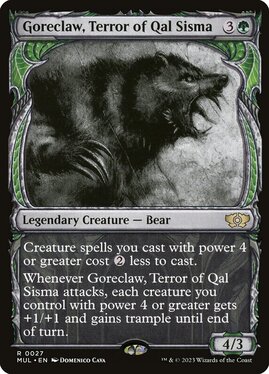 Goreclaw, Terror of Qal Sisma 3
Creature spells you cast with power 4
or greater cost 2 less to cast.
Whenever Goreclaw, Terror of Qal
Sisma attacks, each creature you
control with power 4 or greater gets
+1/+1 and gains trample until end
of turn.
Legendary Creature — Bear
4/3
R 0027
MUL • EN DOMENICO CAVA
™ & © 2023 Wizards of the Coast